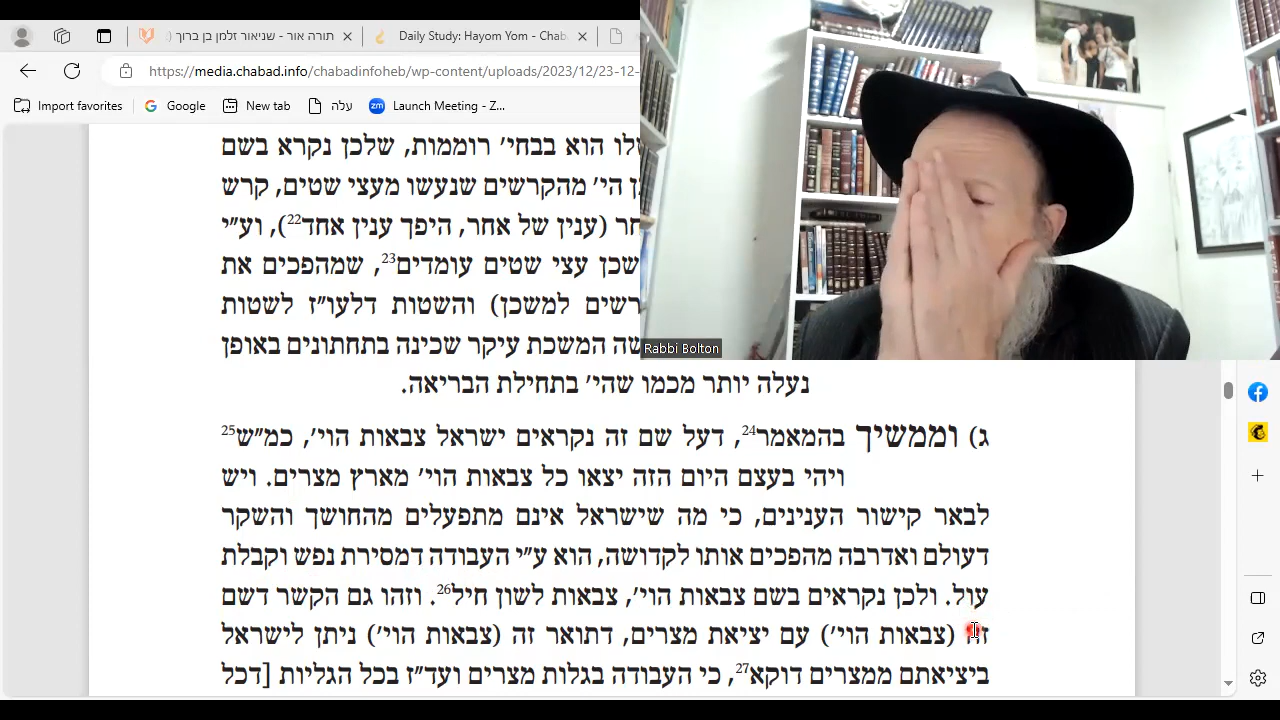 תורה אור - שניאור זלמן בן ברוך (
Daily Study: Hayom Yom - Chab
https://media.chabad.info/chabadinfoheb/wp-content/uploads/2023/12/23-12-
Import favorites
Google
New tab
עלה
Launch Meeting - Z...
Rabbi Bolton
שלו הוא בבחי׳ רוממות, שלכן נקרא בשם
הי׳ מהקרשים שנעשו מעצי שטים, קרש
(ענין של אחר, היפך ענין אחד22), וע״י
עצי שטים עומדים23, שמהפכים את
למשכן) והשטות דלעו״ז לשטות
המשכת עיקר שכינה בתחתונים באופן
נעלה יותר מכמו שהי׳ בתחילת הבריאה.
ג) וממשיך בהמאמר24, דעל שם זה נקראים ישראל צבאות הוי׳, כמ״ש25
ויהי בעצם היום הזה יצאו כל צבאות הוי׳ מארץ מצרים. ויש
לבאר קישור הענינים, כי מה שישראל אינם מתפעלים מהחושך והשקר
דעולם ואדרבה מהפכים אותו לקדושה, הוא ע״י העבודה דמסירת נפש וקבלת
עול. ולכן נקראים בשם צבאות הוי׳, צבאות לשון חיל26. וזהו גם הקשר דשם
זה (צבאות הוי׳) עם יציאת מצרים, דתואר זה (צבאות הוי׳) ניתן לישראל
ביציאתם ממצרים דוקא27, כי העבודה בגלות מצרים ועד״ז בכל הגליות [דכל